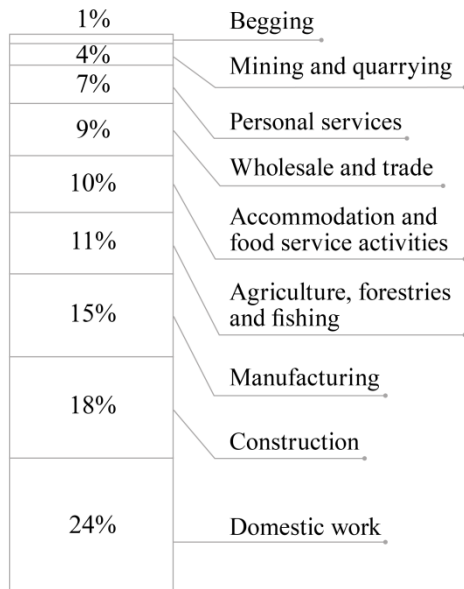 1%
Begging
4%
Mining and quarrying
7%
Personal services
9%
Wholesale and trade
10%
Accommodation and
food service activities
11%
Agriculture, forestries
and fishing
15%
Manufacturing
18%
Construction
24%
Domestic work